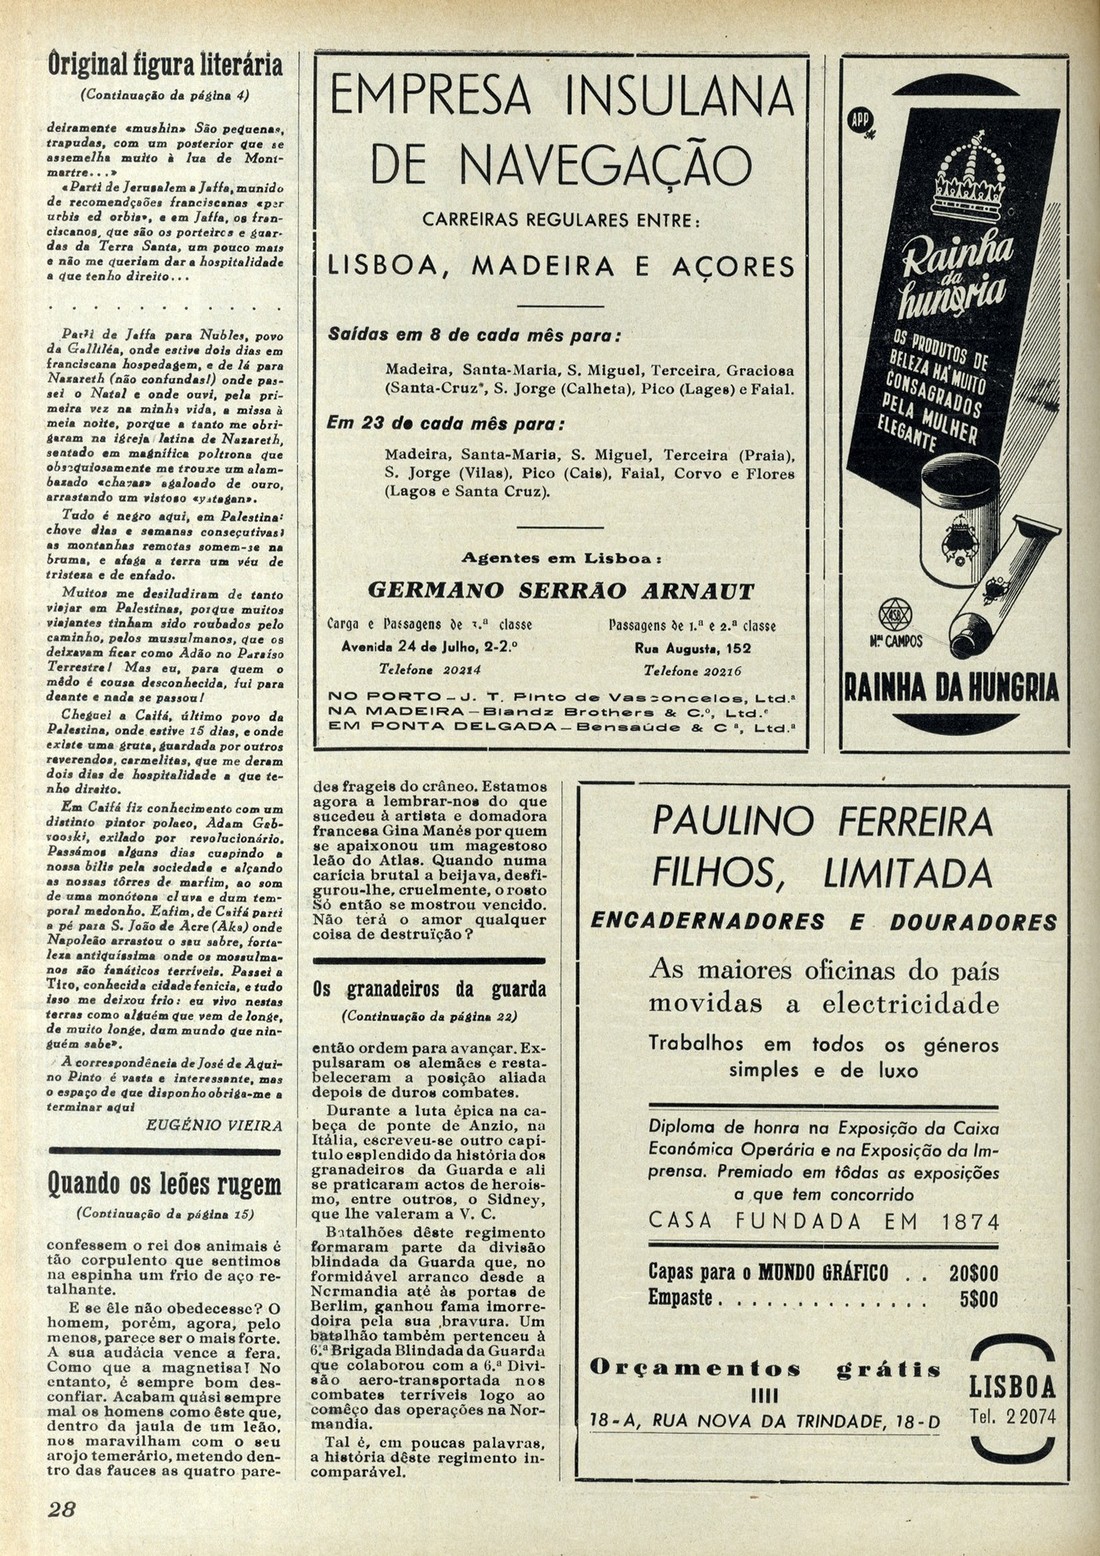 Original figura literária
(Continuação da página 4)
deiramente «mushin» São pequenas,
trapudas, com um posterior que se
assemelha muito à lua de Mont-
martre...»
«Parti de Jerusalem a Jaffa, munido
de recomendçsões franciscanas «per
urbis ed orbis», e em Jaffa, os fran-
ciscanos, que são os porteiros e guar-
das da Terra Santa, um pouco mais
e não me queriam dar a hospitalidade
a que tenho direito...
. . . . . . . . . . .
Parti de Jaffa para Nubles, povo
da Galliléa, onde estive dois dias em
franciscana hospedagem, e de lá para
Nazareth (não confundas!) onde pas-
sei o Natal e onde ouvi, pela pri-
meira vez na minha vida, a missa à
meia noite, porque a tanto me obri-
garam na igreja latina de Nazareth,
sentado em magnífica poltrona que
obsequiosamente me trouxe um alam-
bazado agaloado de ouro,
arrastando um vistoso «yatagan».
Tudo é negro aqui, em Palestina:
chove dias e semanas consecutivas!
as montanhas remotas somem-se na
bruma, e afaga a terra um véu de
tristeza e de enfado.
Muitos me desiludiram de tanto
viajar em Palestinas, porque muitos
viajantes tinham sido roubados pelo
caminho, pelos mussulmanos, que os
deixavam ficar como Adão no Paraíso
Terrestre! Mas eu, para quem o
mêdo é cousa desconhecida, fui para
deante e nada se passou!
Cheguei a Caifá, último povo da
Palestina, onde estive 15 dias, e onde
existe uma gruta, guardada por outros
reverendos, carmelitas, que me deram
dois dias de hospitalidade a que te-
nho direito.
Em Caifá fiz conhecimento com um
distinto pintor polaco, Adam Geb-
vooski, exilado por revolucionário.
Passámos alguns dias cuspindo a
nossa bilis pela sociedade e alçando
as nossas tôrres de marfim, ao som
de uma monótona chuva e dum tem-
poral medonho. Enfim, de Caifá parti
a pé para S. João de Acre (Aka) onde
Napoleão arrastou o seu sabre, forta-
leza antiquíssima onde os mossulma-
nos são fanáticos terríveis. Passei a
Tiro, conhecida cidade fenícia, e tudo
isso me deixou frio: eu vivo nestas
terras como alguém que vem de longe,
de muito longe, dum mundo que nin-
guém sabe».
A correspondência de José de Aqui-
no Pinto é vasta e interessante, mas
o espaço de que disponho obriga-me a
terminar aqui
EUGÉNIO VIEIRA
Quando os leões rugem
(Continuação da página 15)
confessem o rei dos animais é
tão corpulento que sentimos
na espinha um frio de aço re-
talhante.
E se êle não obedecesse? O
homem, porém, agora, pelo
menos, parece ser o mais forte.
A sua audácia vence a fera.
Como que a magnetisa! No
entanto, é sempre bom des-
confiar. Acabam quási sempre
mal os homens como êste que,
dentro da jaula de um leão,
nos maravilham com o seu
arojo temerário, metendo den-
tro das fauces as quatro pare-
28
EMPRESA INSULANA
DE NAVEGAÇÃO
CARREIRAS REGULARES ENTRE:
LISBOA, MADEIRA E AÇORES
Saídas em 8 de cada mês para:
Madeira, Santa-Maria, S. Miguel, Terceira, Graciosa
(Santa-Cruz*, S. Jorge (Calheta), Pico (Lages) e Faial.
Em 23 de cada mês para:
Madeira, Santa-Maria, S. Miguel, Terceira (Praia),
S. Jorge (Vilas), Pico (Cais), Faial, Corvo e Flores
(Lagos e Santa Cruz).
Agentes em Lisboa:
GERMANO SERRÃO ARNAUT
Carga e Passagens de 3.ª classe
Avenida 24 de Julho, 2-2.º
Telefone 20214
Passagens de 1.ª e 2.ª classe
Rua Augusta, 152
Telefone 20216
NO PORTO—J. T. Pinto de Vasconcelos, Ltd.ª
NA MADEIRA—Blandz Brothers & C.º, Ltd.ª
EM PONTA DELGADA—Bensaúde & C.ª, Ltd.ª
APP
Rainha
da
hungria
OS PRODUTOS DE
BELEZA HÁ MUITO
CONSAGRADOS
PELA MULHER
ELEGANTE
Mme CAMPOS
RAINHA DA HUNGRIA
des frageis do crâneo. Estamos
agora a lembrar-nos do que
sucedeu à artista e domadora
francesa Gina Manés por quem
se apaixonou um magestoso
leão do Atlas. Quando numa
carícia brutal a beijava, desfi-
gurou-lhe, cruelmente, o rosto
Só então se mostrou vencido.
Não terá o amor qualquer
coisa de destruïção?
Os granadeiros da guarda
(Continuação da página 22)
então ordem para avançar. Ex-
pulsaram os alemães e resta-
beleceram a posição aliada
depois de duros combates.
Durante a luta épica na ca-
beça de ponte de Anzio, na
Itália, escreveu-se outro capí-
tulo esplendido da história dos
granadeiros da Guarda e ali
se praticaram actos de herois-
mo, entre outros, o Sidney,
que lhe valeram a V. C.
Batalhões dêste regimento
formaram parte da divisão
blindada da Guarda que, no
formidável arranco desde a
Normandia até às portas de
Berlim, ganhou fama imorre-
doira pela sua bravura. Um
batalhão também pertenceu à
6.ª Brigada Blindada da Guarda
que colaborou com a 6.ª Divi-
são aero-transportada nos
combates terríveis logo ao
comêço das operações na Nor-
mandia.
Tal é, em poucas palavras,
a história dêste regimento in-
comparável.
PAULINO FERREIRA
FILHOS, LIMITADA
ENCADERNADORES E DOURADORES
As maiores oficinas do país
movidas a electricidade
Trabalhos em todos os géneros
simples e de luxo
Diploma de honra na Exposição da Caixa
Económica Operária e na Exposição da Im-
prensa. Premiado em tôdas as exposições
a que tem concorrido
CASA FUNDADA EM 1874
Capas para o MUNDO GRÁFICO . . 20$00
Empaste. . . . . . . . . . . . . . 5$00
Orçamentos grátis
18-A, RUA NOVA DA TRINDADE, 18-D
LISBOA
Tel. 2 2074